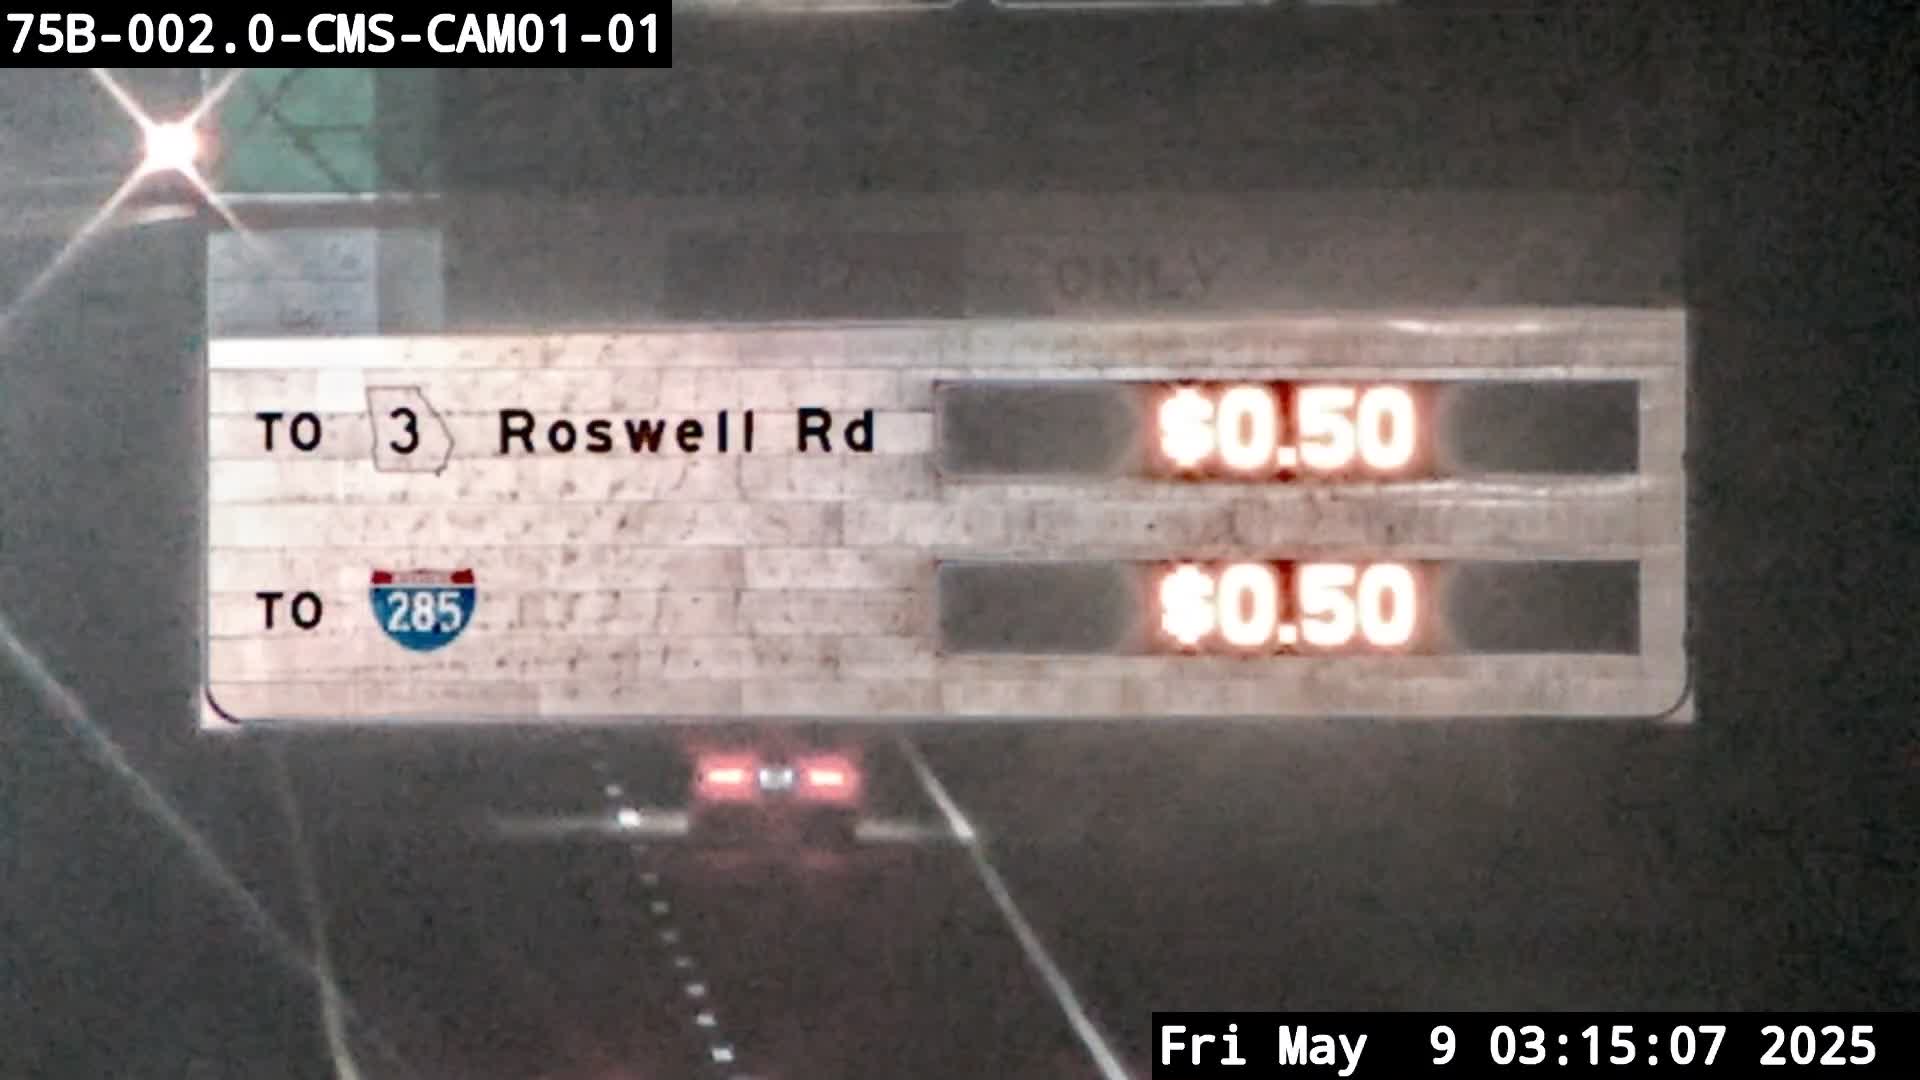 75B-002.0-CMS-CAM01-01
ONLY
TO 3 Roswell Rd $0.50
TO 285 $0.50
Fri May 9 03:15:07 2025